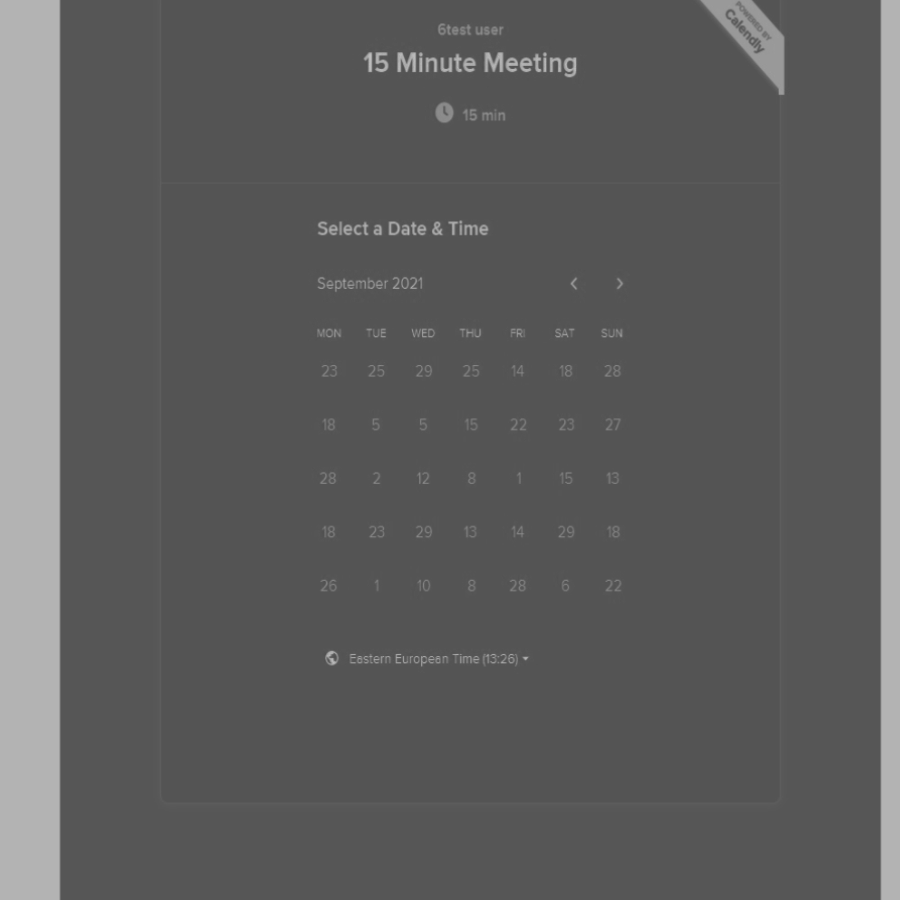 POWERED BY
Calendly
6test user
15 Minute Meeting
15 min
Select a Date & Time
September 2021
MON TUE WED THU FRI SAT SUN
23 25 29 25 14 18 28
18 5 5 15 22 23 27
28 2 12 8 1 15 13
18 23 29 13 14 29 18
26 1 10 8 28 6 22
Eastern European Time (13:26)